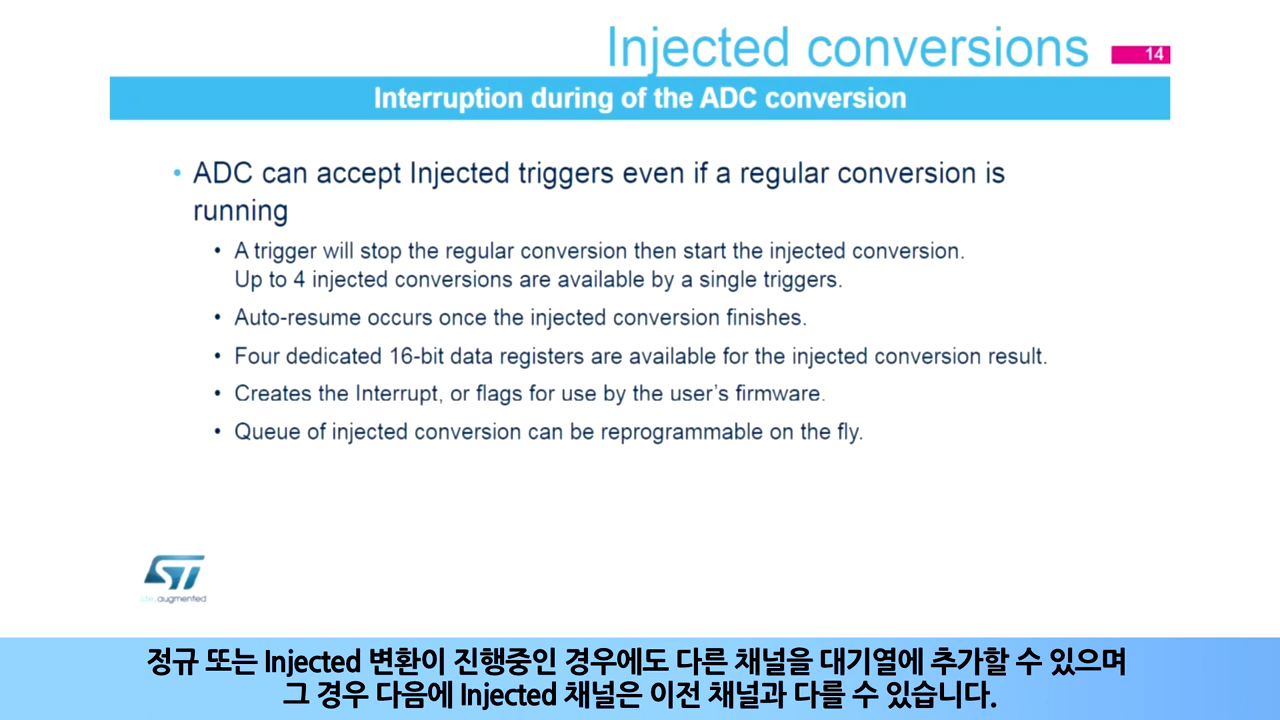 Injected conversions
14
Interruption during of the ADC conversion
• ADC can accept Injected triggers even if a regular conversion is
running
• A trigger will stop the regular conversion then start the injected conversion.
Up to 4 injected conversions are available by a single triggers.
• Auto-resume occurs once the injected conversion finishes.
• Four dedicated 16-bit data registers are available for the injected conversion result.
• Creates the Interrupt, or flags for use by the user's firmware.
• Queue of injected conversion can be reprogrammable on the fly.
ST
life.augmented
정규 또는 Injected 변환이 진행중인 경우에도 다른 채널을 대기열에 추가할 수 있으며
그 경우 다음에 Injected 채널은 이전 채널과 다를 수 있습니다.